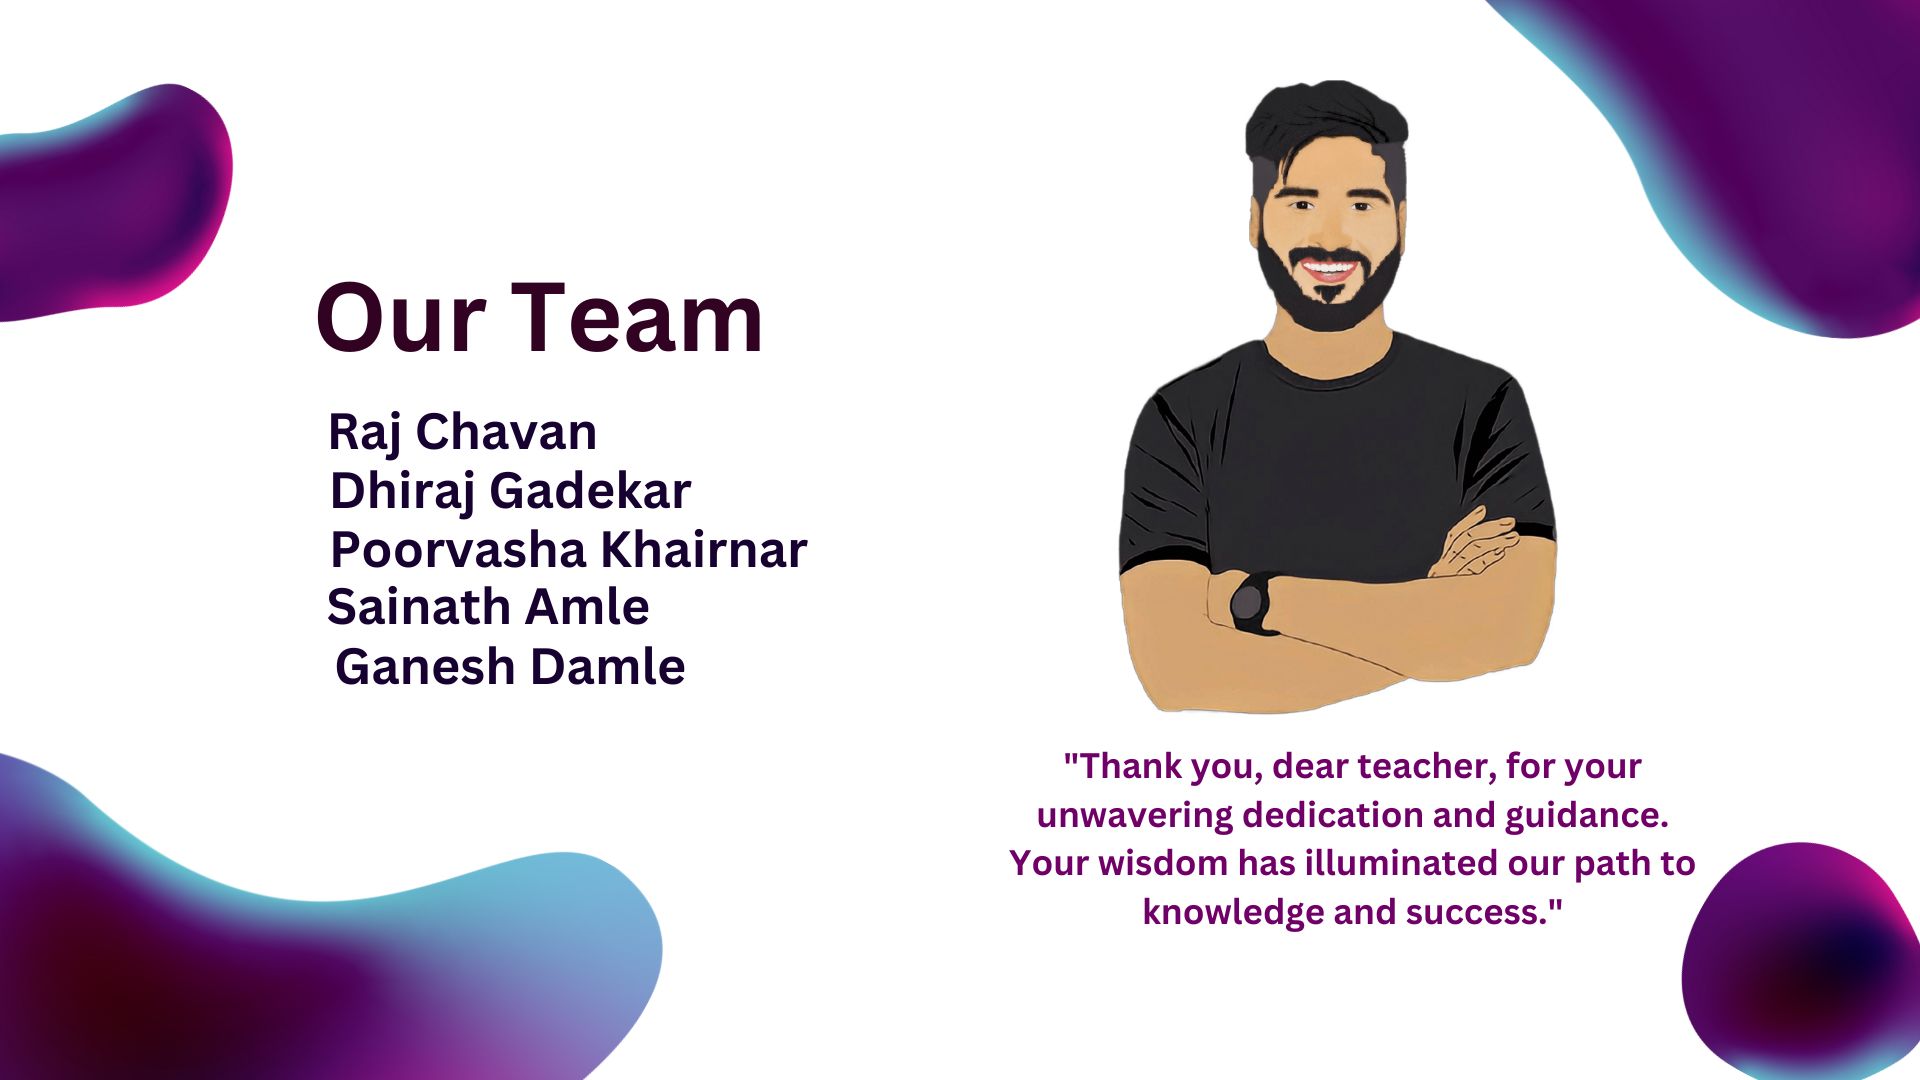 Our Team
Raj Chavan
Dhiraj Gadekar
Poorvasha Khairnar
Sainath Amle
Ganesh Damle
"Thank you, dear teacher, for your
unwavering dedication and guidance.
Your wisdom has illuminated our path to
knowledge and success."